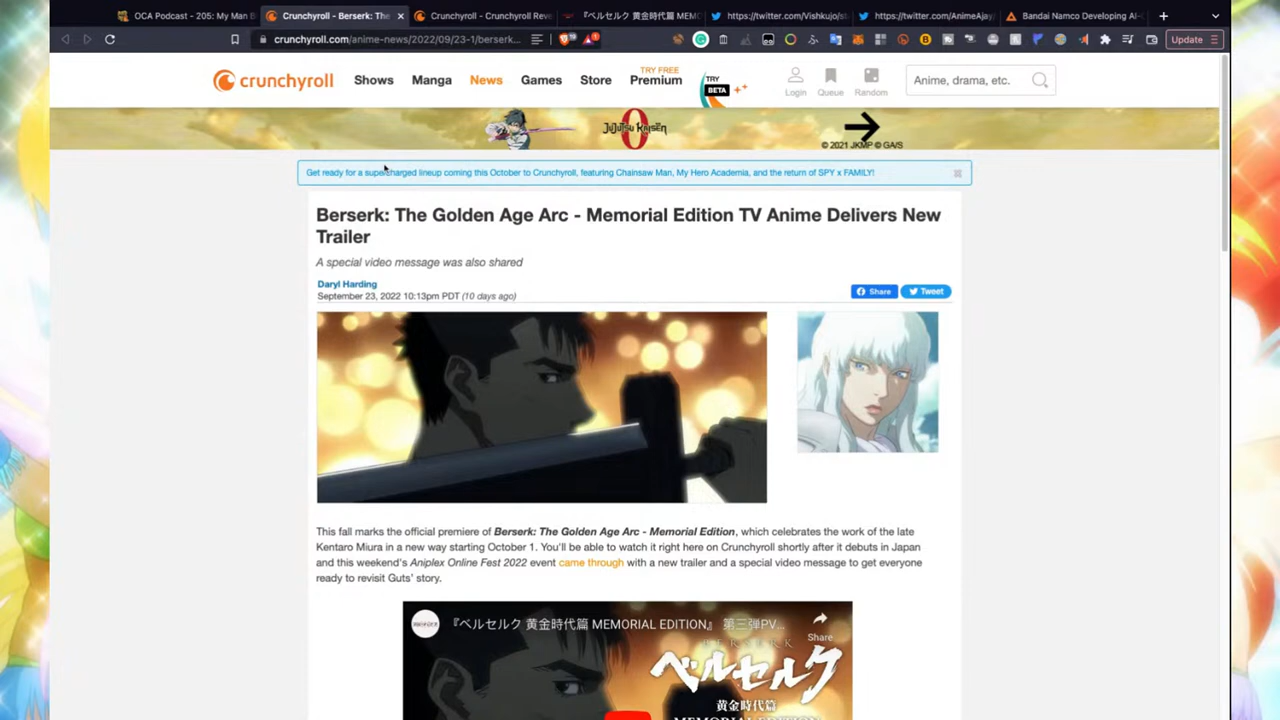 OCA Podcast - 205: My Man B
Crunchyroll - Berserk: The
Crunchyroll - Crunchyroll Reve
『ベルセルク 黄金時代篇 MEMO
https://twitter.com/Vishkujo/st
https://twitter.com/AnimeAjay
Bandai Namco Developing AI-
crunchyroll.com/anime-news/2022/09/23-1/berserk...
Update
crunchyroll
Shows
Manga
News
Games
Store
TRY FREE
Premium
TRY
BETA
Login
Queue
Random
Anime, drama, etc.
JUJUTSU KAISEN
0
© 2021 JKMP © GA/S
Get ready for a supercharged lineup coming this October to Crunchyroll, featuring Chainsaw Man, My Hero Academia, and the return of SPY x FAMILY!
Berserk: The Golden Age Arc - Memorial Edition TV Anime Delivers New
Trailer
A special video message was also shared
Daryl Harding
September 23, 2022 10:13pm PDT (10 days ago)
Share
Tweet
This fall marks the official premiere of Berserk: The Golden Age Arc - Memorial Edition, which celebrates the work of the late
Kentaro Miura in a new way starting October 1. You'll be able to watch it right here on Crunchyroll shortly after it debuts in Japan
and this weekend's Aniplex Online Fest 2022 event came through with a new trailer and a special video message to get everyone
ready to revisit Guts' story.
『ベルセルク 黄金時代篇 MEMORIAL EDITION』 第三弾PV...
Share
BERSERK
ベルセルク
黄金時代篇
MEMORIAL EDITION